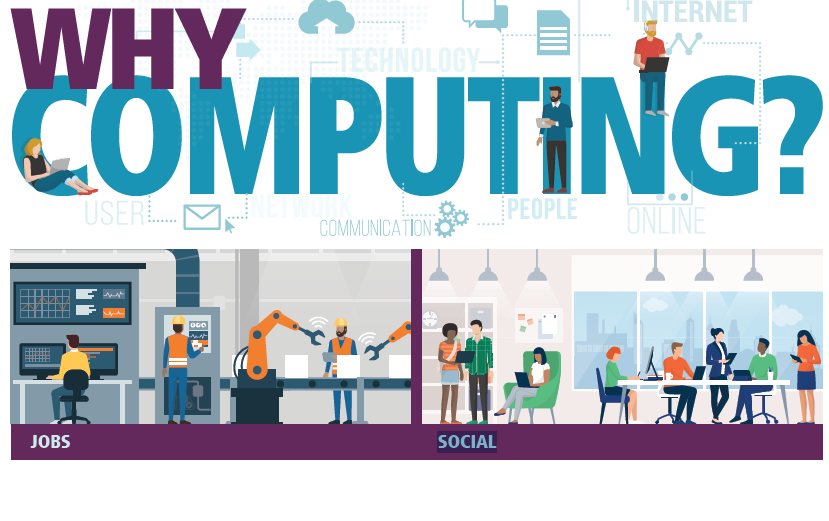 WHY
INTERNET
TECHNOLOGY
COMPUTING?
USER
NETWORK
COMMUNICATION
PEOPLE
ONLINE
JOBS
SOCIAL